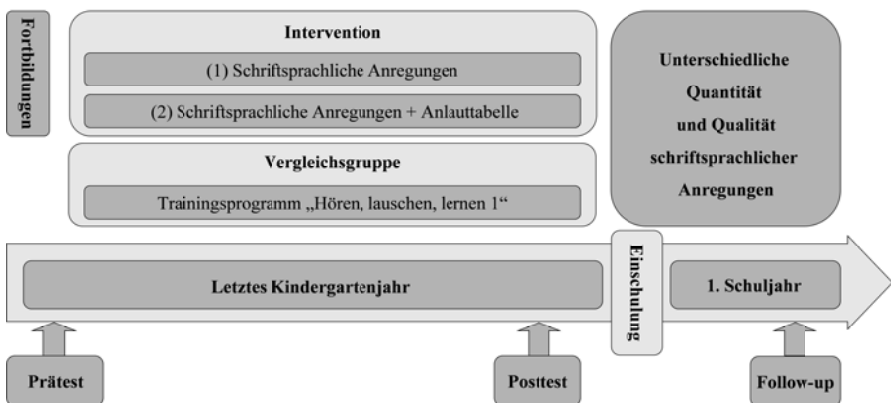 Fortbildungen
Intervention
(1) Schriftsprachliche Anregungen
(2) Schriftsprachliche Anregungen + Anlauttabelle
Vergleichsgruppe
Trainingsprogramm „Hören, lauschen, lernen 1“
Unterschiedliche
Quantität
und Qualität
schriftsprachlicher
Anregungen
Letztes Kindergartenjahr
Einschulung
1. Schuljahr
Prätest
Posttest
Follow-up